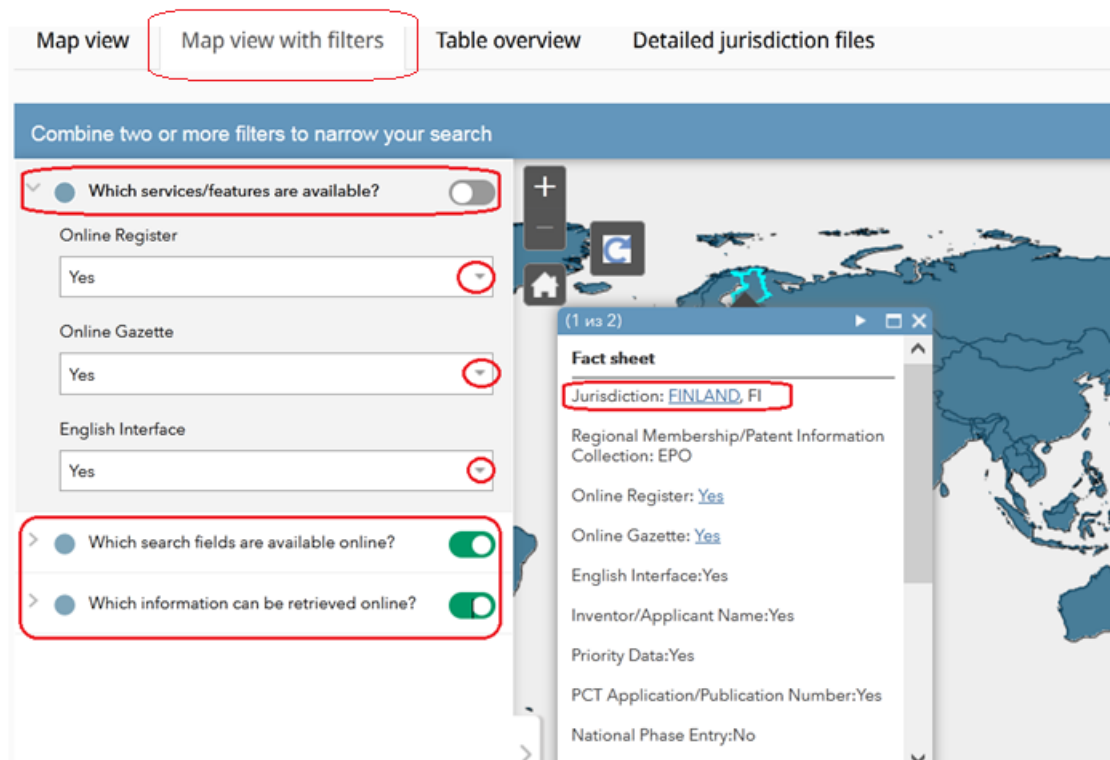 Map view Map view with filters Table overview Detailed jurisdiction files
Combine two or more filters to narrow your search
Which services/features are available?
Online Register
Yes
Online Gazette
Yes
English Interface
Yes
Which search fields are available online?
Which information can be retrieved online?
+
−
(1 из 2)
Fact sheet
Jurisdiction: FINLAND, FI
Regional Membership/Patent Information
Collection: EPO
Online Register: Yes
Online Gazette: Yes
English Interface:Yes
Inventor/Applicant Name:Yes
Priority Data:Yes
PCT Application/Publication Number:Yes
National Phase Entry:No